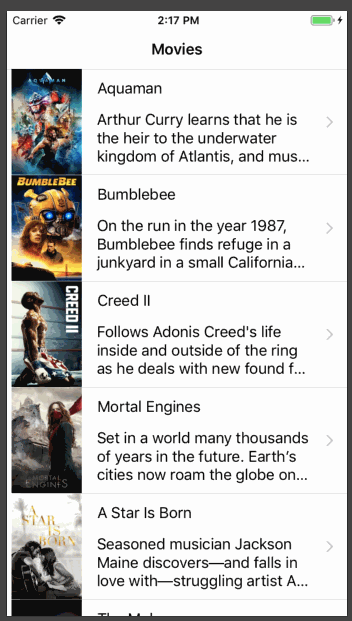 Carrier 2:17 PM
Movies
AQUAMAN
Aquaman
Arthur Curry learns that he is
the heir to the underwater
kingdom of Atlantis, and mus...
BUMBLEBEE
Bumblebee
On the run in the year 1987,
Bumblebee finds refuge in a
junkyard in a small California...
CREED II
Creed II
Follows Adonis Creed's life
inside and outside of the ring
as he deals with new found f...
MORTAL
ENGINES
Mortal Engines
Set in a world many thousands
of years in the future. Earth’s
cities now roam the globe on...
A
STAR
IS
BORN
A Star Is Born
Seasoned musician Jackson
Maine discovers—and falls in
love with—struggling artist A...